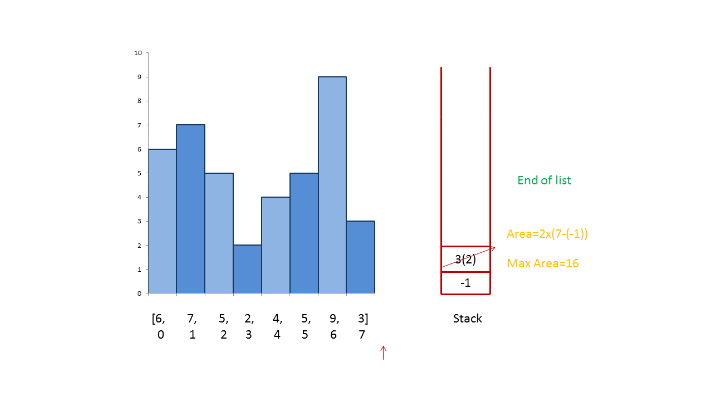 10
9
8
7
6
5
4
3
2
1
0
[6, 7, 5, 2, 4, 5, 9, 3]
0 1 2 3 4 5 6 7
End of list
Area=2x(7-(-1))
3(2)
Max Area=16
-1
Stack